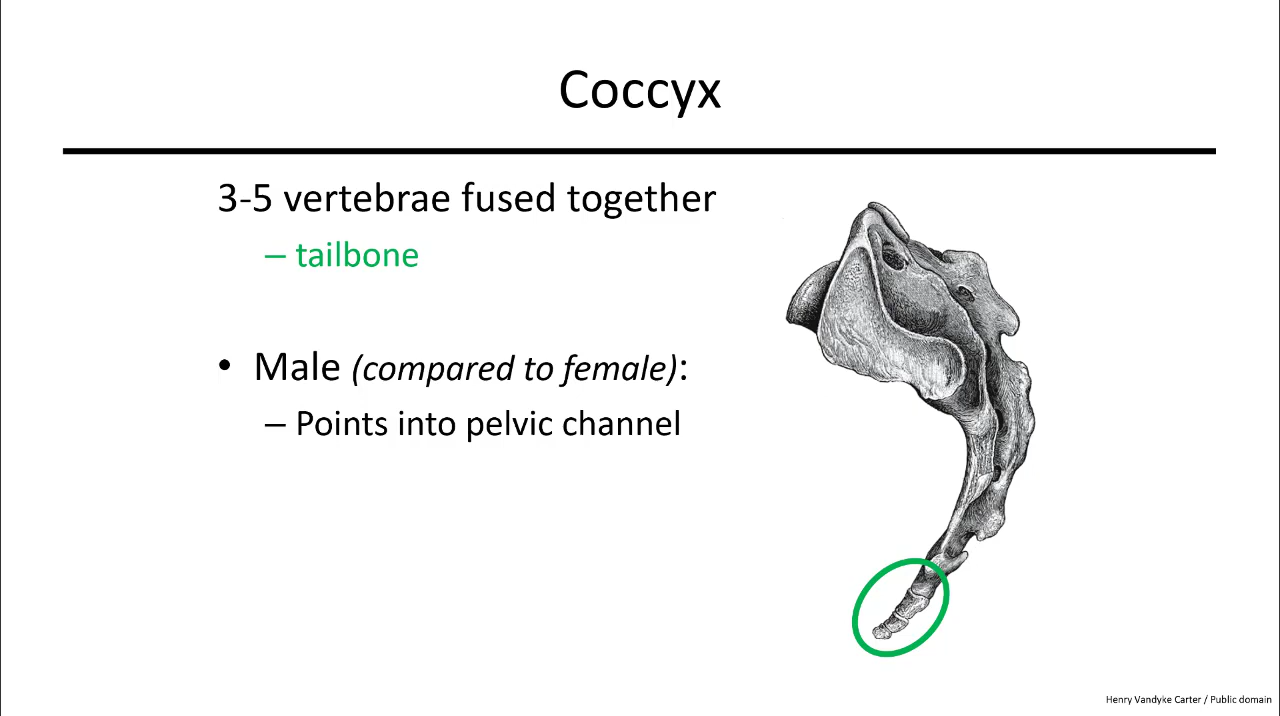 Coccyx
3-5 vertebrae fused together
– tailbone
• Male (compared to female):
– Points into pelvic channel
Henry Vandyke Carter / Public domain